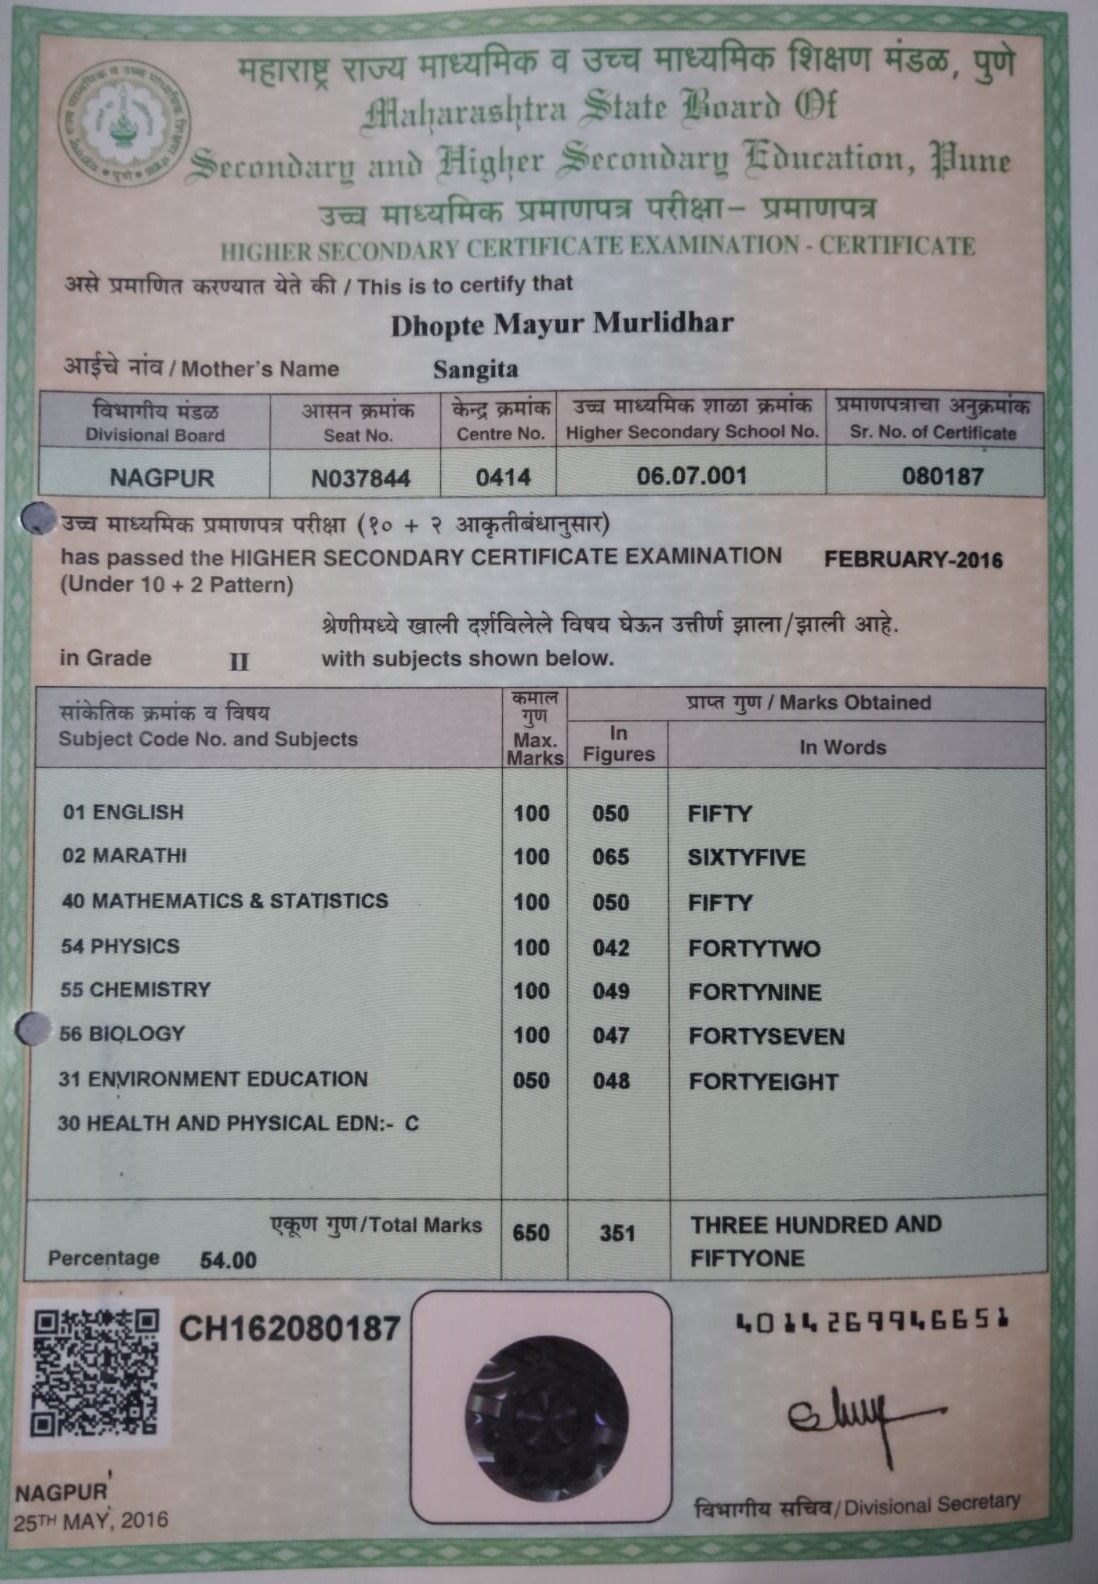 महाराष्ट्र राज्य माध्यमिक व उच्च माध्यमिक शिक्षण मंडळ, पुणे
Maharashtra State Board Of
Secondary and Higher Secondary Education, Pune
उच्च माध्यमिक प्रमाणपत्र परीक्षा– प्रमाणपत्र
HIGHER SECONDARY CERTIFICATE EXAMINATION - CERTIFICATE
असे प्रमाणित करण्यात येते की / This is to certify that
Dhopte Mayur Murlidhar
आईचे नांव / Mother's Name Sangita
विभागीय मंडळ आसन क्रमांक केन्द्र क्रमांक उच्च माध्यमिक शाळा क्रमांक प्रमाणपत्राचा अनुक्रमांक
Divisional Board Seat No. Centre No. Higher Secondary School No. Sr. No. of Certificate
NAGPUR N037844 0414 06.07.001 080187
उच्च माध्यमिक प्रमाणपत्र परीक्षा (१० + २ आकृतीबंधानुसार)
has passed the HIGHER SECONDARY CERTIFICATE EXAMINATION FEBRUARY-2016
(Under 10 + 2 Pattern)
श्रेणीमध्ये खाली दर्शविलेले विषय घेऊन उत्तीर्ण झाला/झाली आहे.
in Grade II with subjects shown below.
सांकेतिक क्रमांक व विषय
Subject Code No. and Subjects
कमाल
गुण
Max.
Marks
प्राप्त गुण / Marks Obtained
In
Figures
In Words
01 ENGLISH 100 050 FIFTY
02 MARATHI 100 065 SIXTYFIVE
40 MATHEMATICS & STATISTICS 100 050 FIFTY
54 PHYSICS 100 042 FORTYTWO
55 CHEMISTRY 100 049 FORTYNINE
56 BIOLOGY 100 047 FORTYSEVEN
31 ENVIRONMENT EDUCATION 050 048 FORTYEIGHT
30 HEALTH AND PHYSICAL EDN:- C
एकूण गुण/Total Marks 650 351 THREE HUNDRED AND
FIFTYONE
Percentage 54.00
CH162080187
4014269946651
NAGPUR
25TH MAY, 2016
विभागीय सचिव/Divisional Secretary